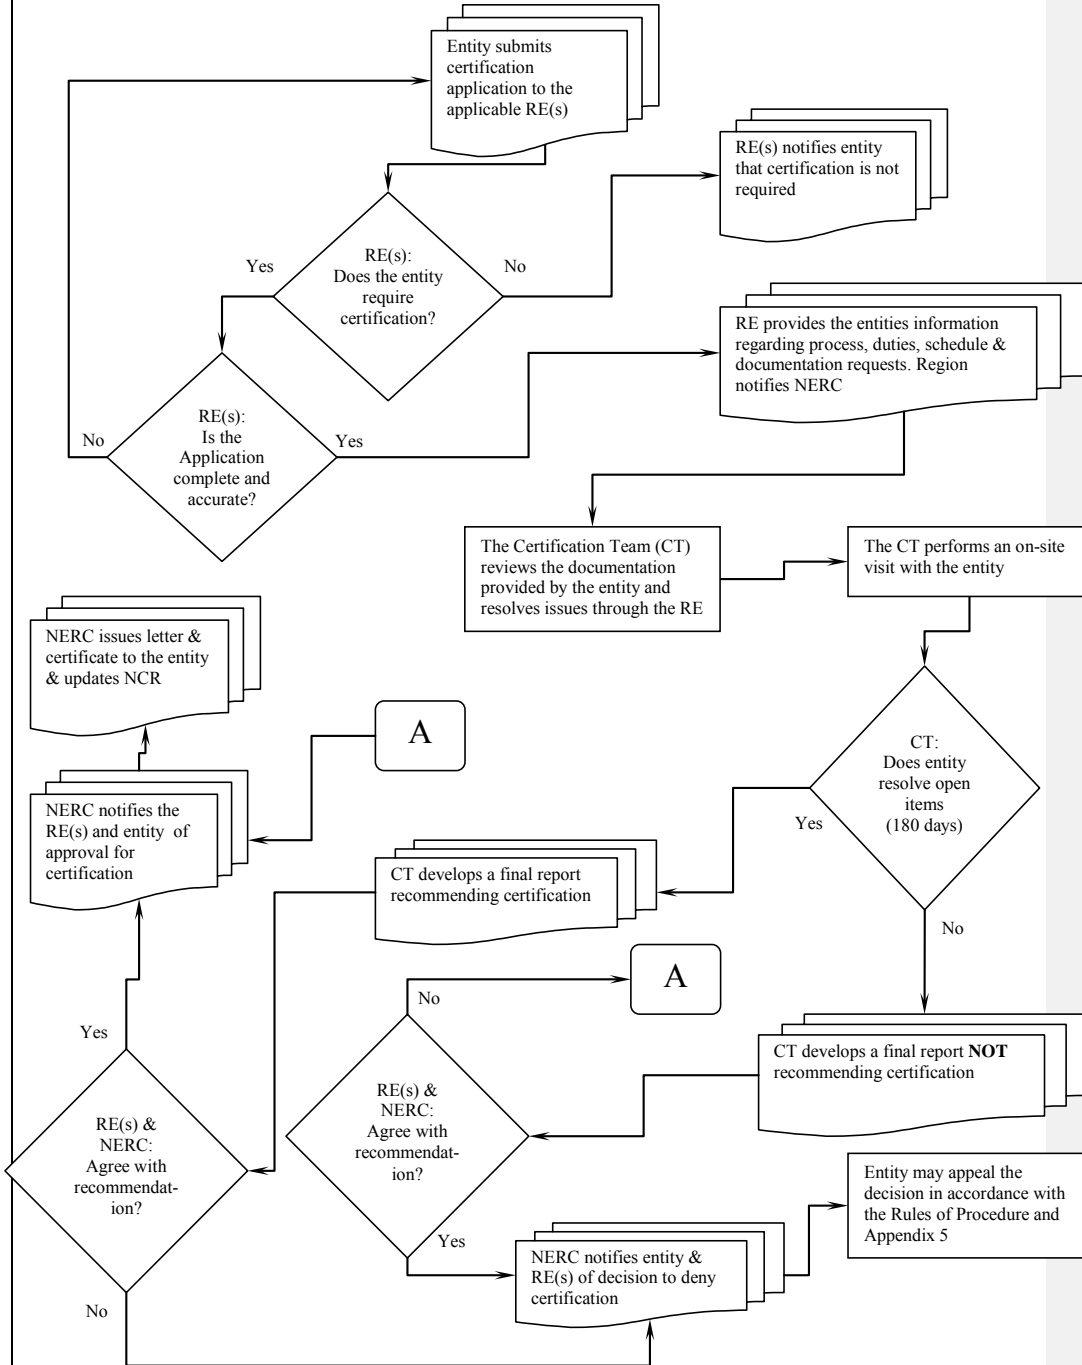 Entity submits
certification
application to the
applicable RE(s)
RE(s) notifies entity
that certification is not
required
RE(s):
Does the entity
require
certification?
Yes
No
RE provides the entities information
regarding process, duties, schedule &
documentation requests. Region
notifies NERC
RE(s):
Is the
Application
complete and
accurate?
No
Yes
The Certification Team (CT)
reviews the documentation
provided by the entity and
resolves issues through the RE
The CT performs an on-site
visit with the entity
NERC issues letter &
certificate to the entity
& updates NCR
A
CT:
Does entity
resolve open
items
(180 days)
Yes
No
NERC notifies the
RE(s) and entity of
approval for
certification
CT develops a final report
recommending certification
A
No
CT develops a final report NOT
recommending certification
Yes
RE(s) &
NERC:
Agree with
recommendat-
ion?
RE(s) &
NERC:
Agree with
recommendat-
ion?
Entity may appeal the
decision in accordance with
the Rules of Procedure and
Appendix 5
Yes
NERC notifies entity &
RE(s) of decision to deny
certification
No